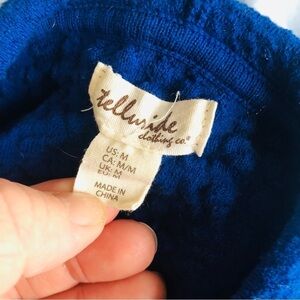 telluride
clothing co.®
US: M
CA: M/M
UK: M
EU: M
MADE IN
CHINA